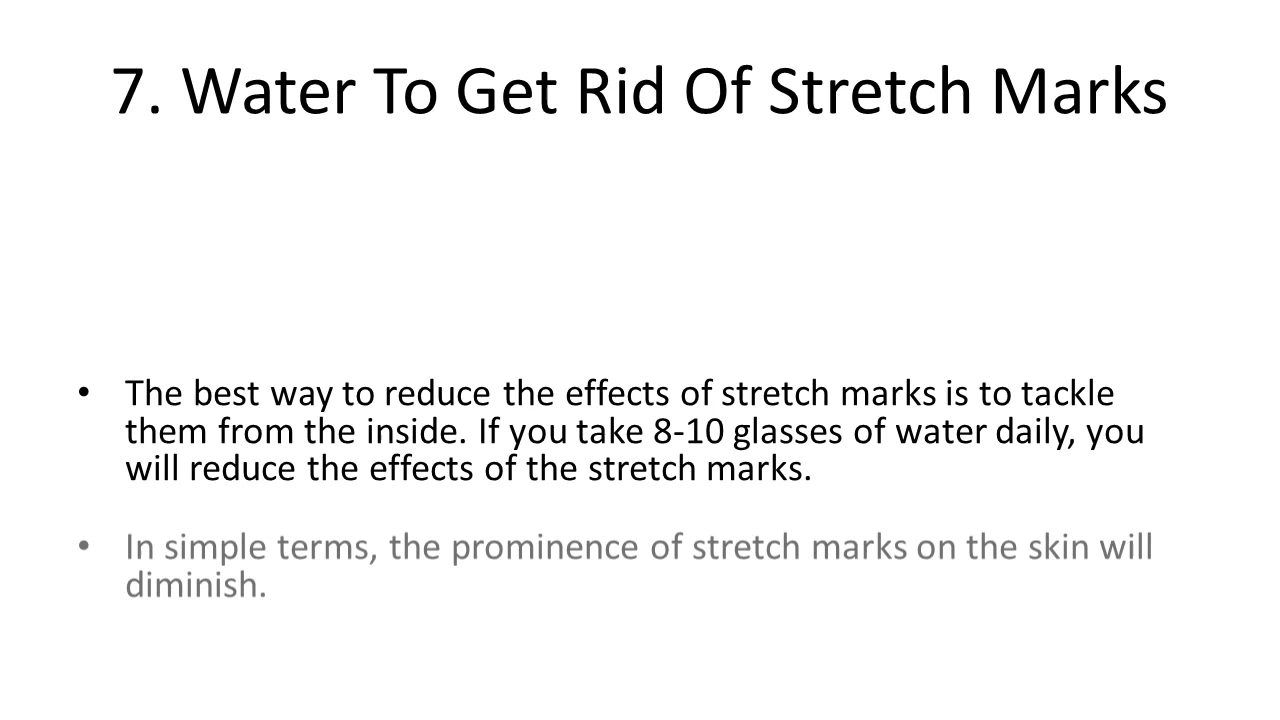 7. Water To Get Rid Of Stretch Marks
• The best way to reduce the effects of stretch marks is to tackle
them from the inside. If you take 8-10 glasses of water daily, you
will reduce the effects of the stretch marks.
• In simple terms, the prominence of stretch marks on the skin will
diminish.